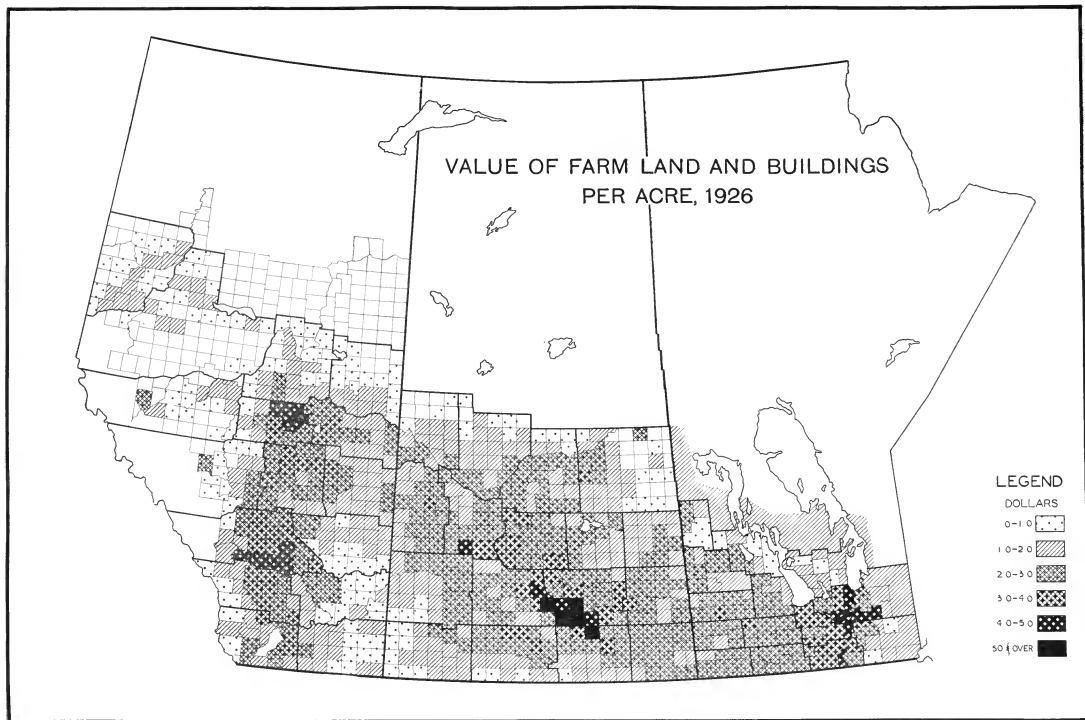 VALUE OF FARM LAND AND BUILDINGS
PER ACRE, 1926
LEGEND
DOLLARS
0-10
10-20
20-30
30-40
40-50
50 & OVER